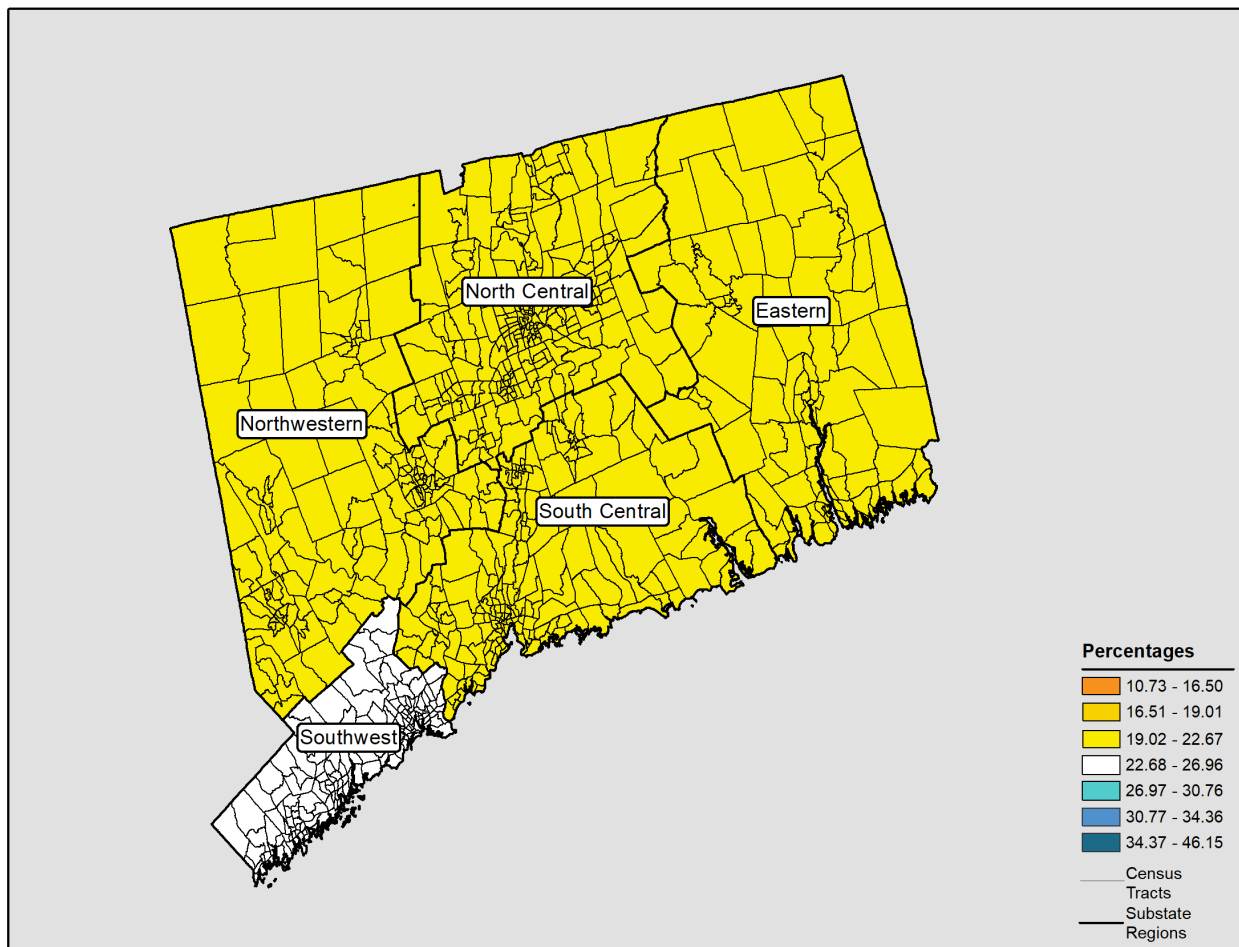 North Central
Eastern
Northwestern
South Central
Southwest
Percentages
10.73 - 16.50
16.51 - 19.01
19.02 - 22.67
22.68 - 26.96
26.97 - 30.76
30.77 - 34.36
34.37 - 46.15
Census
Tracts
Substate
Regions